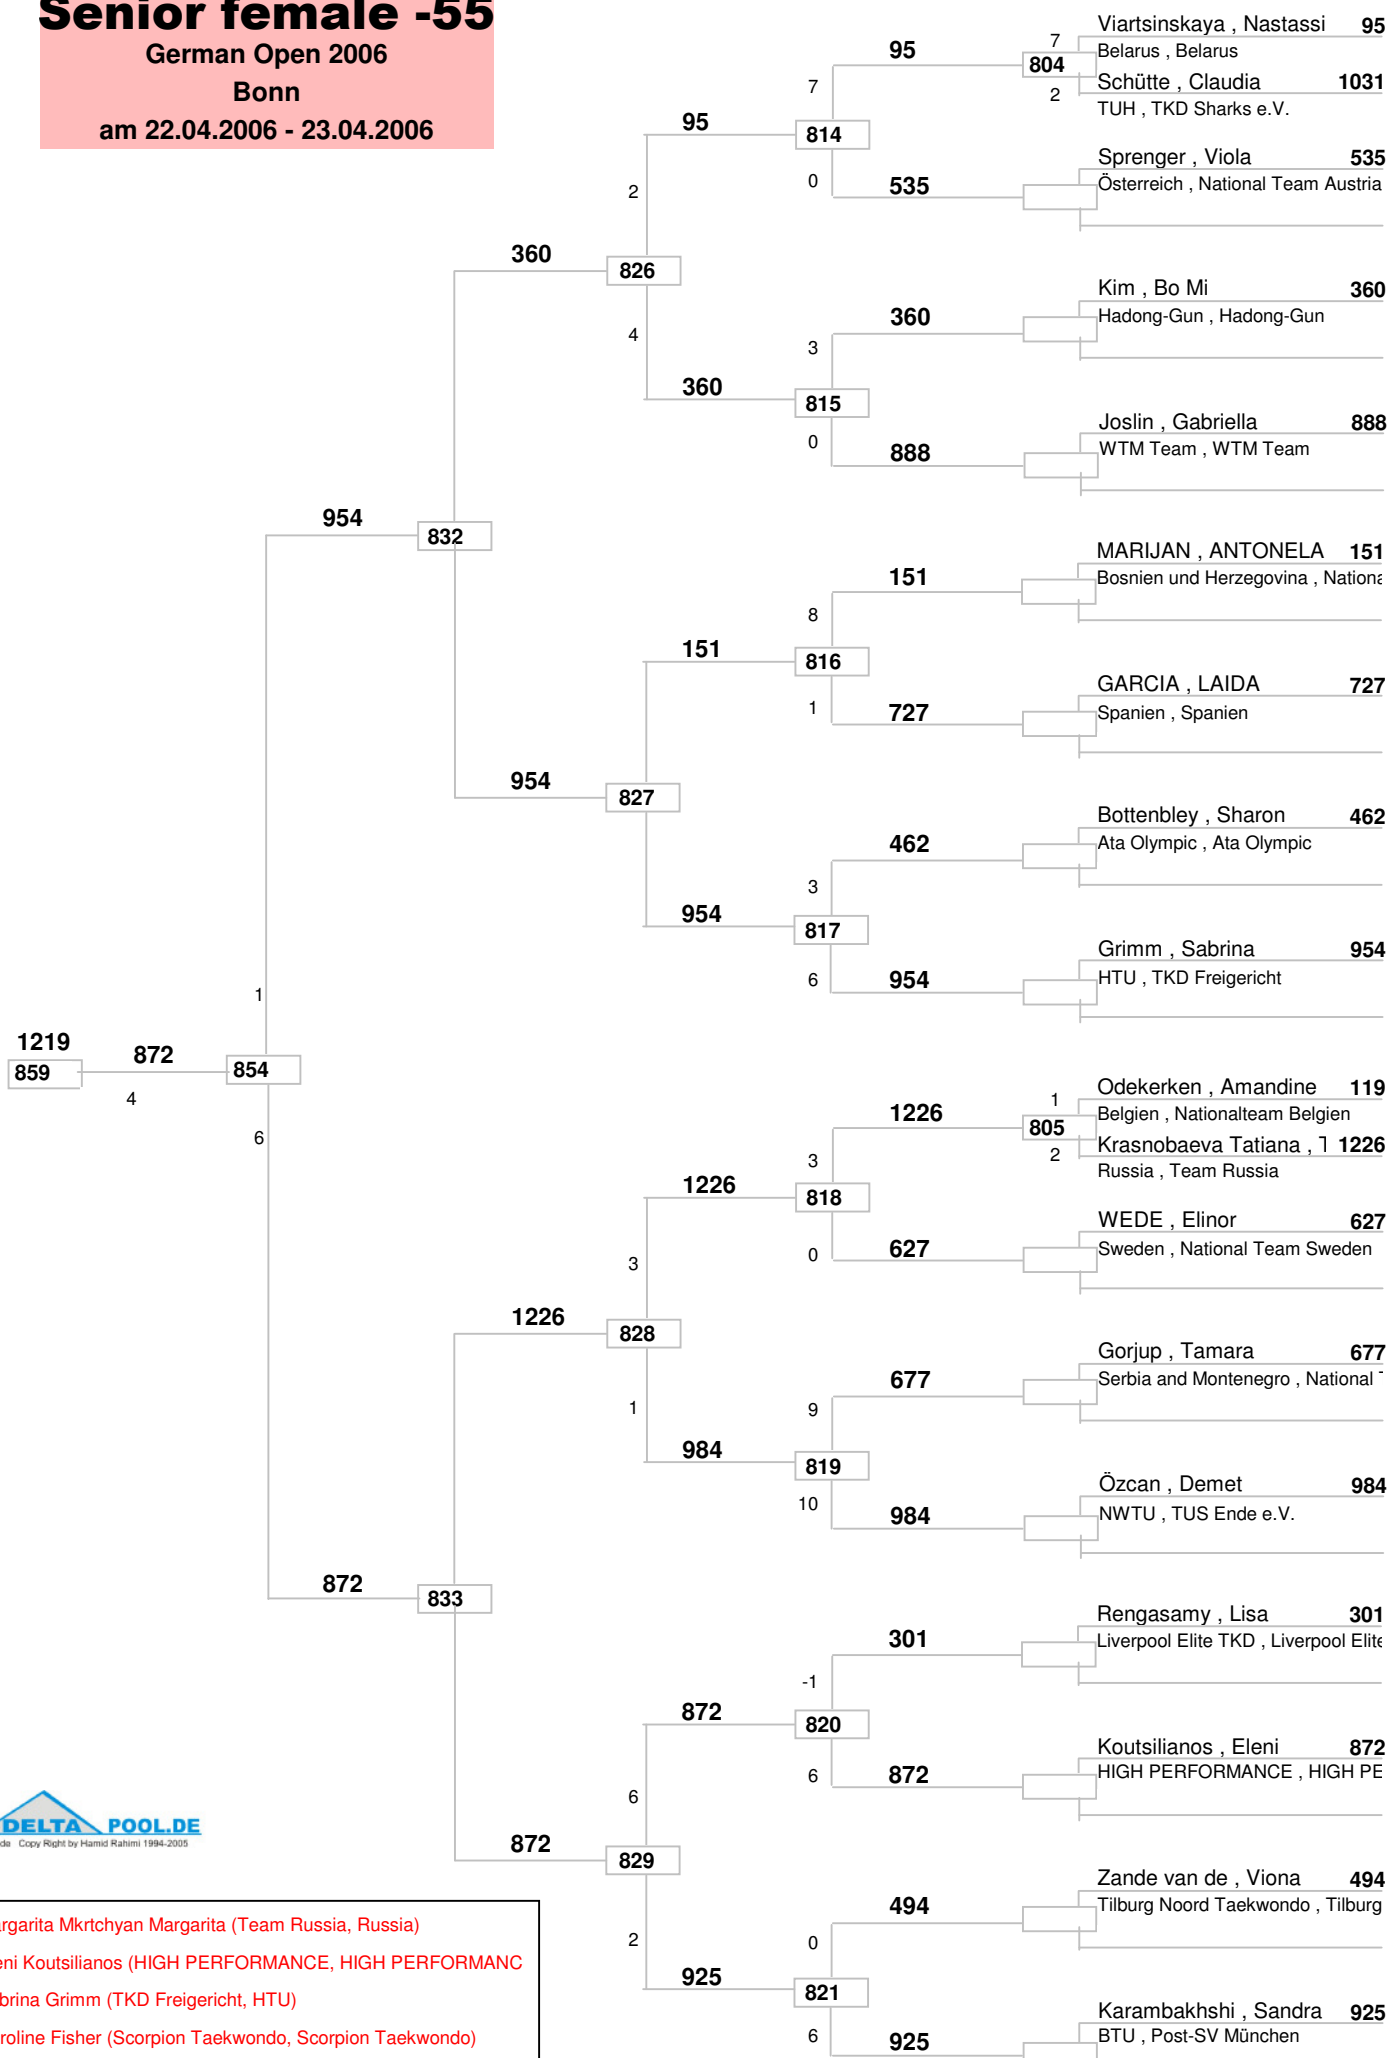 Senior female -55
German Open 2006
Bonn
am 22.04.2006 - 23.04.2006
Viartsinskaya , Nastassi 95
7
Belarus , Belarus
95
804
Schütte , Claudia 1031
2
TUH , TKD Sharks e.V.
7
95
814
Sprenger , Viola 535
0
535
Österreich , National Team Austria
2
360
826
Kim , Bo Mi 360
360
Hadong-Gun , Hadong-Gun
4
3
360
815
Joslin , Gabriella 888
0
888
WTM Team , WTM Team
954
832
MARIJAN , ANTONELA 151
151
Bosnien und Herzegovina ,
8
151
816
GARCIA , LAIDA 727
1
727
Spanien , Spanien
954
827
Bottenbley , Sharon 462
462
Ata Olympic , Ata Olympic
3
954
817
Grimm , Sabrina 954
6
954
HTU , TKD Freigericht
1
1219
872
859
854
4
6
Odekerken , Amandine 119
1
1226
Belgien , Nationalteam Belgien
805
Krasnobaeva Tatiana , 1226
2
3
Russia , Team Russia
1226
818
WEDE , Elinor 627
0
627
Sweden , National Team Sweden
3
1226
828
Gorjup , Tamara 677
677
Serbia and Montenegro , National
1
9
984
819
Özcan , Demet 984
10
984
NWTU , TUS Ende e.V.
872
833
Rengasamy , Lisa 301
301
Liverpool Elite TKD , Liverpool Elite
-1
872
820
Koutsilianos , Eleni 872
6
872
HIGH PERFORMANCE , HIGH PE
6
872
829
Zande van de , Viona 494
494
Tilburg Noord Taekwondo , Tilburg
2
0
925
821
Karambakhshi , Sandra 925
6
925
BTU , Post-SV München
DELTA POOL.DE
de Copy Right by Hamid Rahimi 1994-2005
argarita Mkrtchyan Margarita (Team Russia, Russia)
eni Koutsilianos (HIGH PERFORMANCE, HIGH PERFORMANC
brina Grimm (TKD Freigericht, HTU)
roline Fisher (Scorpion Taekwondo, Scorpion Taekwondo)